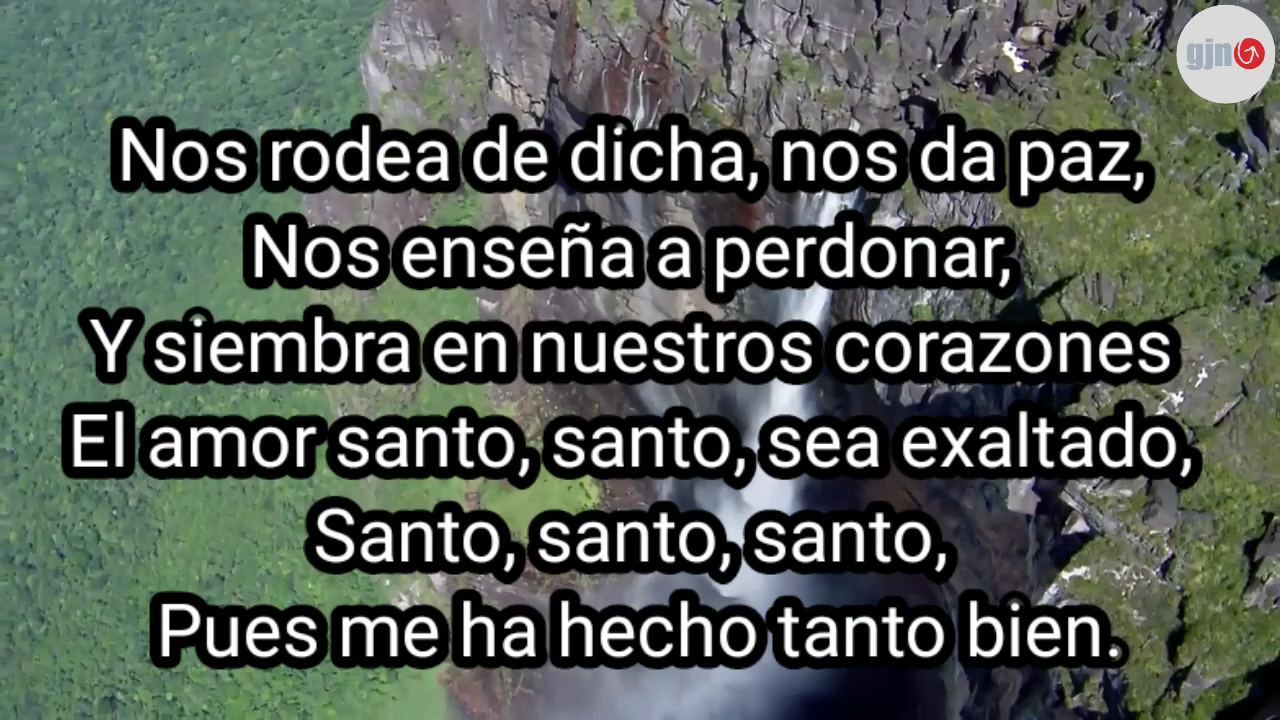 gjn
Nos rodea de dicha, nos da paz,
Nos enseña a perdonar,
Y siembra en nuestros corazones
El amor santo, santo, sea exaltado,
Santo, santo, santo,
Pues me ha hecho tanto bien.